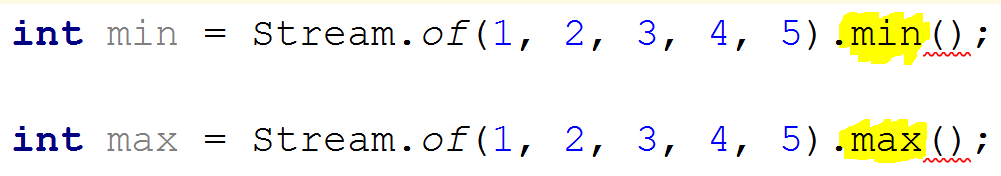 int min = Stream.of(1, 2, 3, 4, 5).min();
int max = Stream.of(1, 2, 3, 4, 5).max();